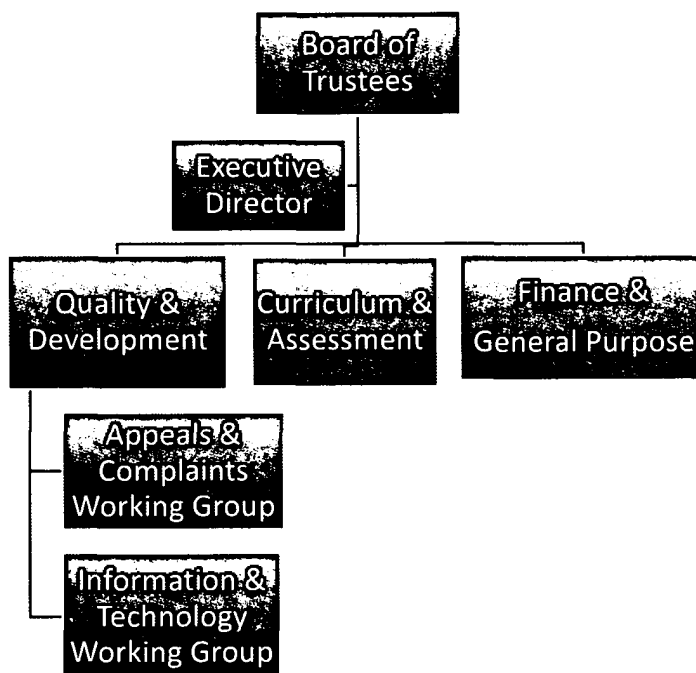 Board of
Trustees
Executive
Director
Quality &
Development
Curriculum &
Assessment
Finance &
General Purpose
Appeals &
Complaints
Working Group
Information &
Technology
Working Group